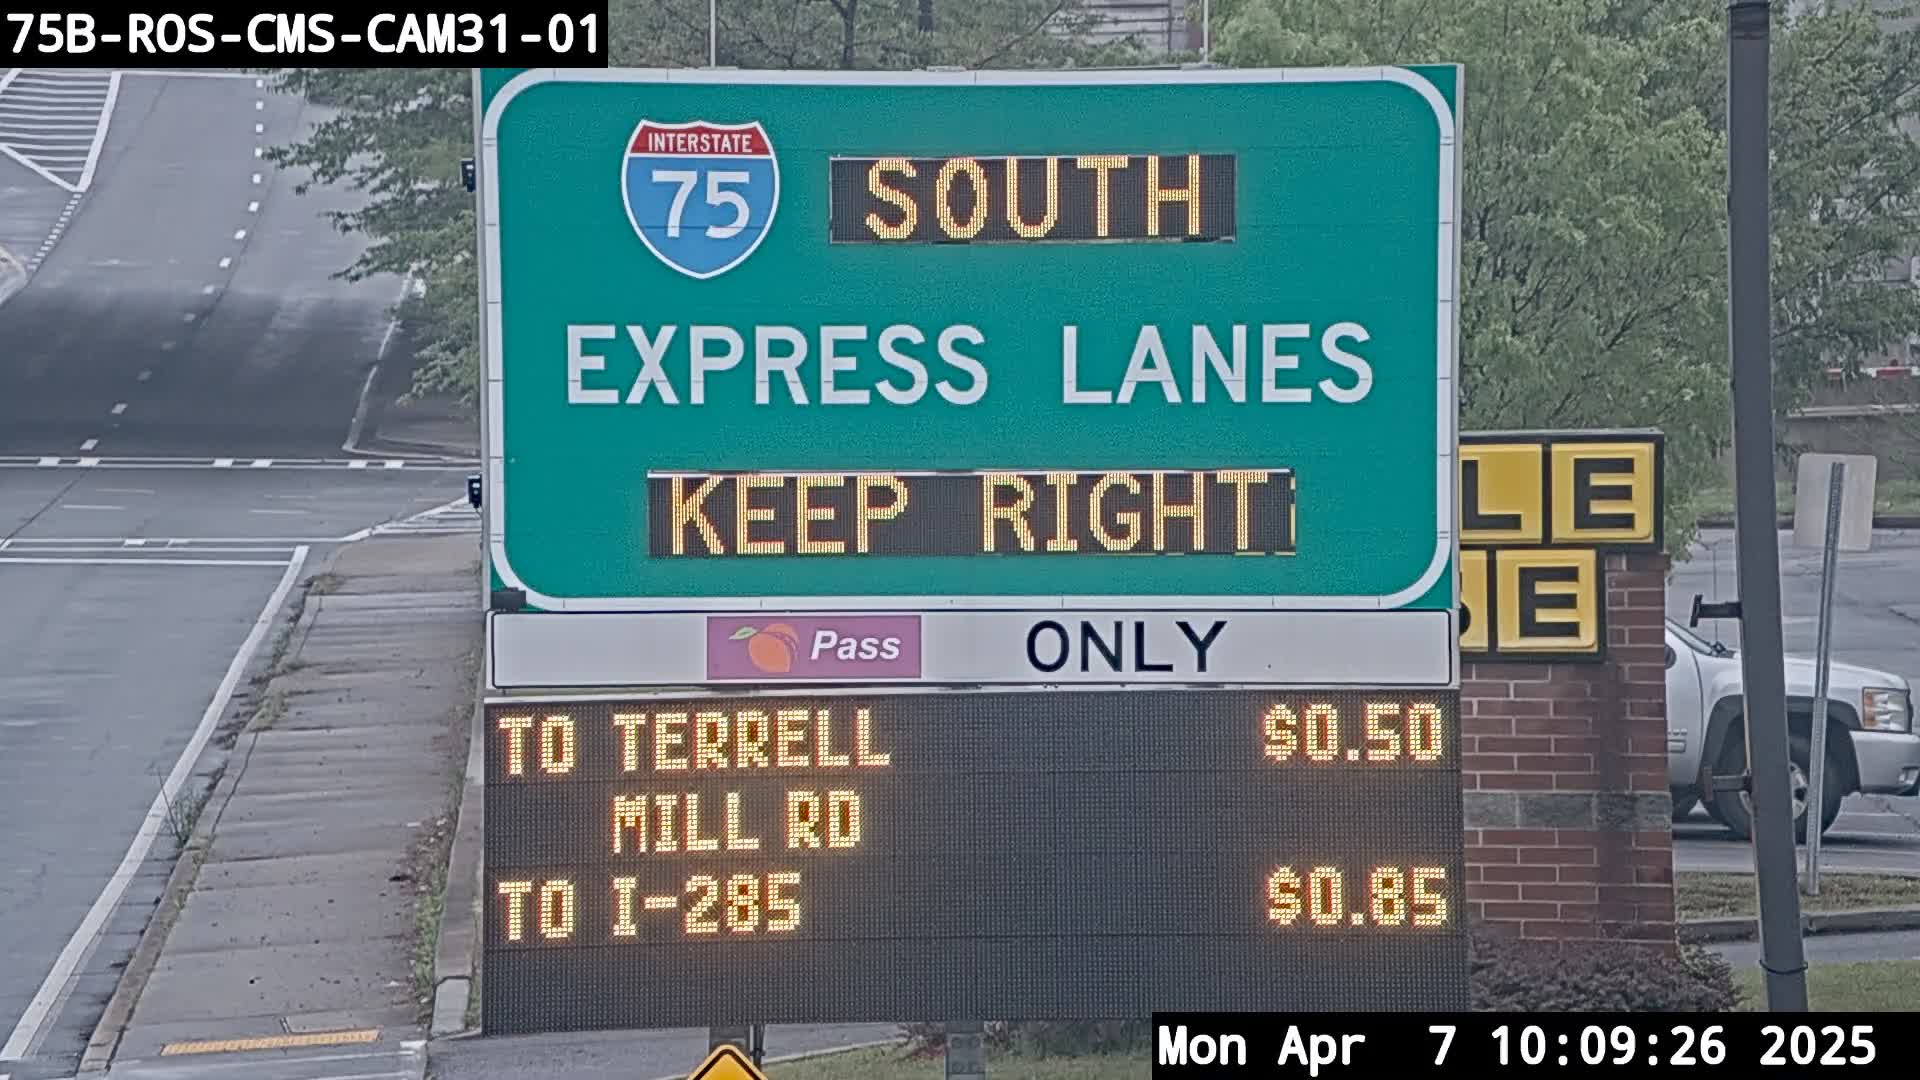 75B-ROS-CMS-CAM31-01
INTERSTATE
75
SOUTH
EXPRESS LANES
KEEP RIGHT
Pass ONLY
TO TERRELL $0.50
MILL RD
TO I-285 $0.85
LE
E
Mon Apr 7 10:09:26 2025